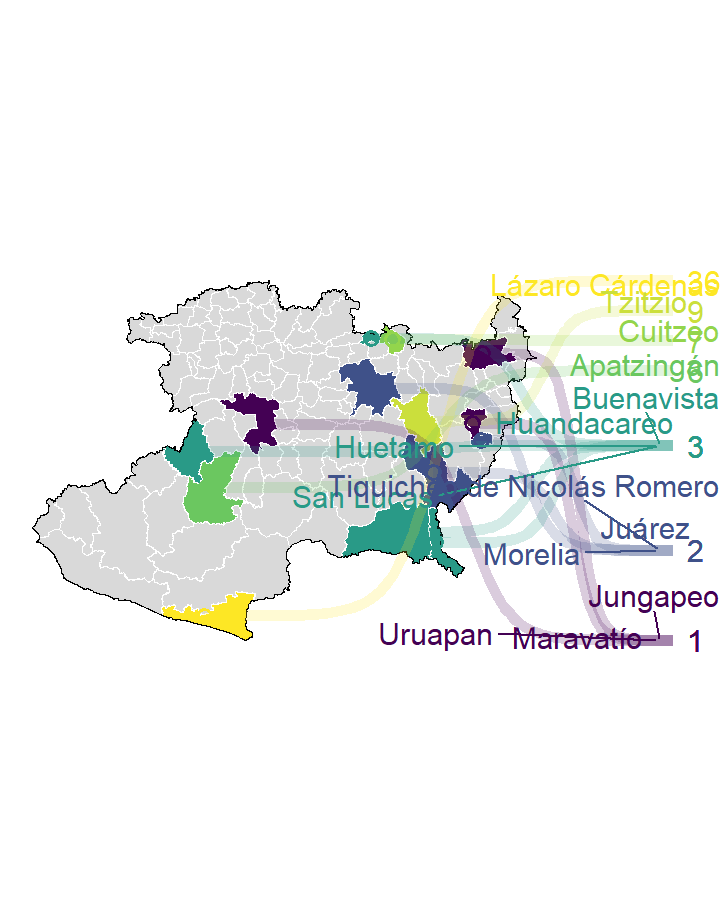 Lázaro Cárdenas 36
Tzitzio 9
Cuitzeo 7
Apatzingán 6
Buenavista
Huandacareo
Huetamo 3
San Lucas
Tiquicheo de Nicolás Romero
Juárez
Morelia 2
Jungapeo
Uruapan Maravatío 1